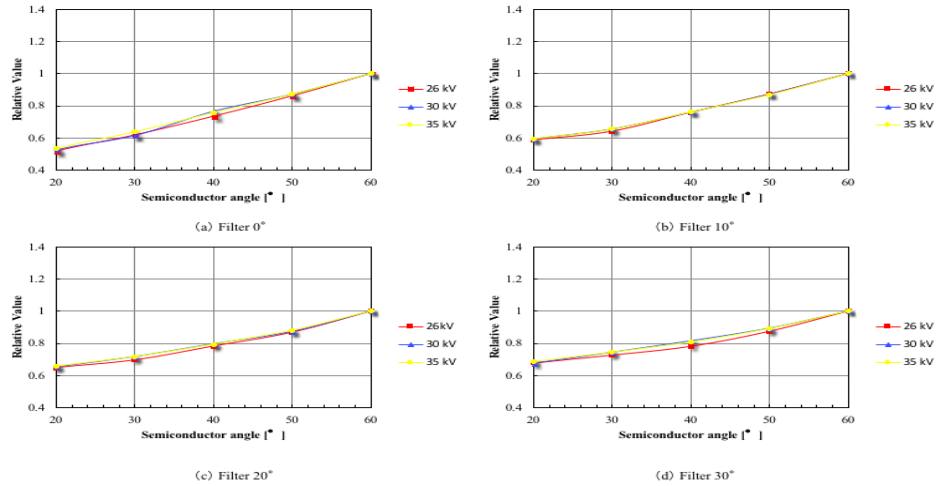 1.4
1.2
1
0.8
0.6
0.4
Relative Value
20 30 40 50 60
Semiconductor angle [° ]
26 kV
30 kV
35 kV
(a) Filter 0°
1.4
1.2
1
0.8
0.6
0.4
Relative Value
20 30 40 50 60
Semiconductor angle [° ]
26 kV
30 kV
35 kV
(b) Filter 10°
1.4
1.2
1
0.8
0.6
0.4
Relative Value
20 30 40 50 60
Semiconductor angle [° ]
26kV
30 kV
35 kV
(c) Filter 20°
1.4
1.2
1
0.8
0.6
0.4
Relative Value
20 30 40 50 60
Semiconductor angle [° ]
26 kV
30 kV
35 kV
(d) Filter 30°